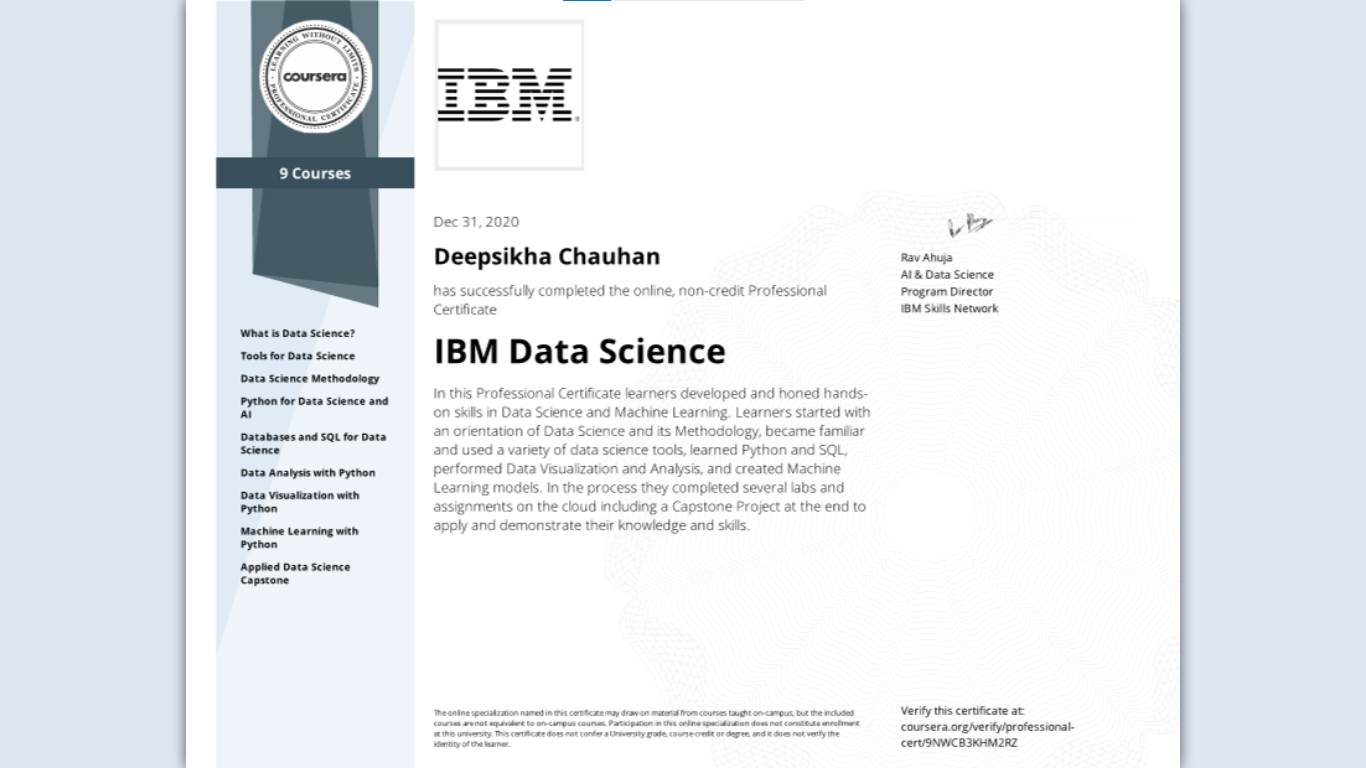 LEARNING WITHOUT LIMITS
coursera
PROFESSIONAL CERTIFICATE
9 Courses
What is Data Science?
Tools for Data Science
Data Science Methodology
Python for Data Science and
AI
Databases and SQL for Data
Science
Data Analysis with Python
Data Visualization with
Python
Machine Learning with
Python
Applied Data Science
Capstone
IBM®
Dec 31, 2020
Deepsikha Chauhan
has successfully completed the online, non-credit Professional
Certificate
IBM Data Science
In this Professional Certificate learners developed and honed hands-
on skills in Data Science and Machine Learning. Learners started with
an orientation of Data Science and its Methodology, became familiar
and used a variety of data science tools, learned Python and SQL,
performed Data Visualization and Analysis, and created Machine
Learning models. In the process they completed several labs and
assignments on the cloud including a Capstone Project at the end to
apply and demonstrate their knowledge and skills.
Rav Ahuja
AI & Data Science
Program Director
IBM Skills Network
The online specialization named in this certificate may draw on material from courses taught on-campus, but the included
courses are not equivalent to on-campus courses. Participation in this online specialization does not constitute enrollment
at this university. This certificate does not confer a University grade, course credit or degree, and it does not verify the
identity of the learner.
Verify this certificate at:
coursera.org/verify/professional-
cert/9NWCB3KHM2RZ